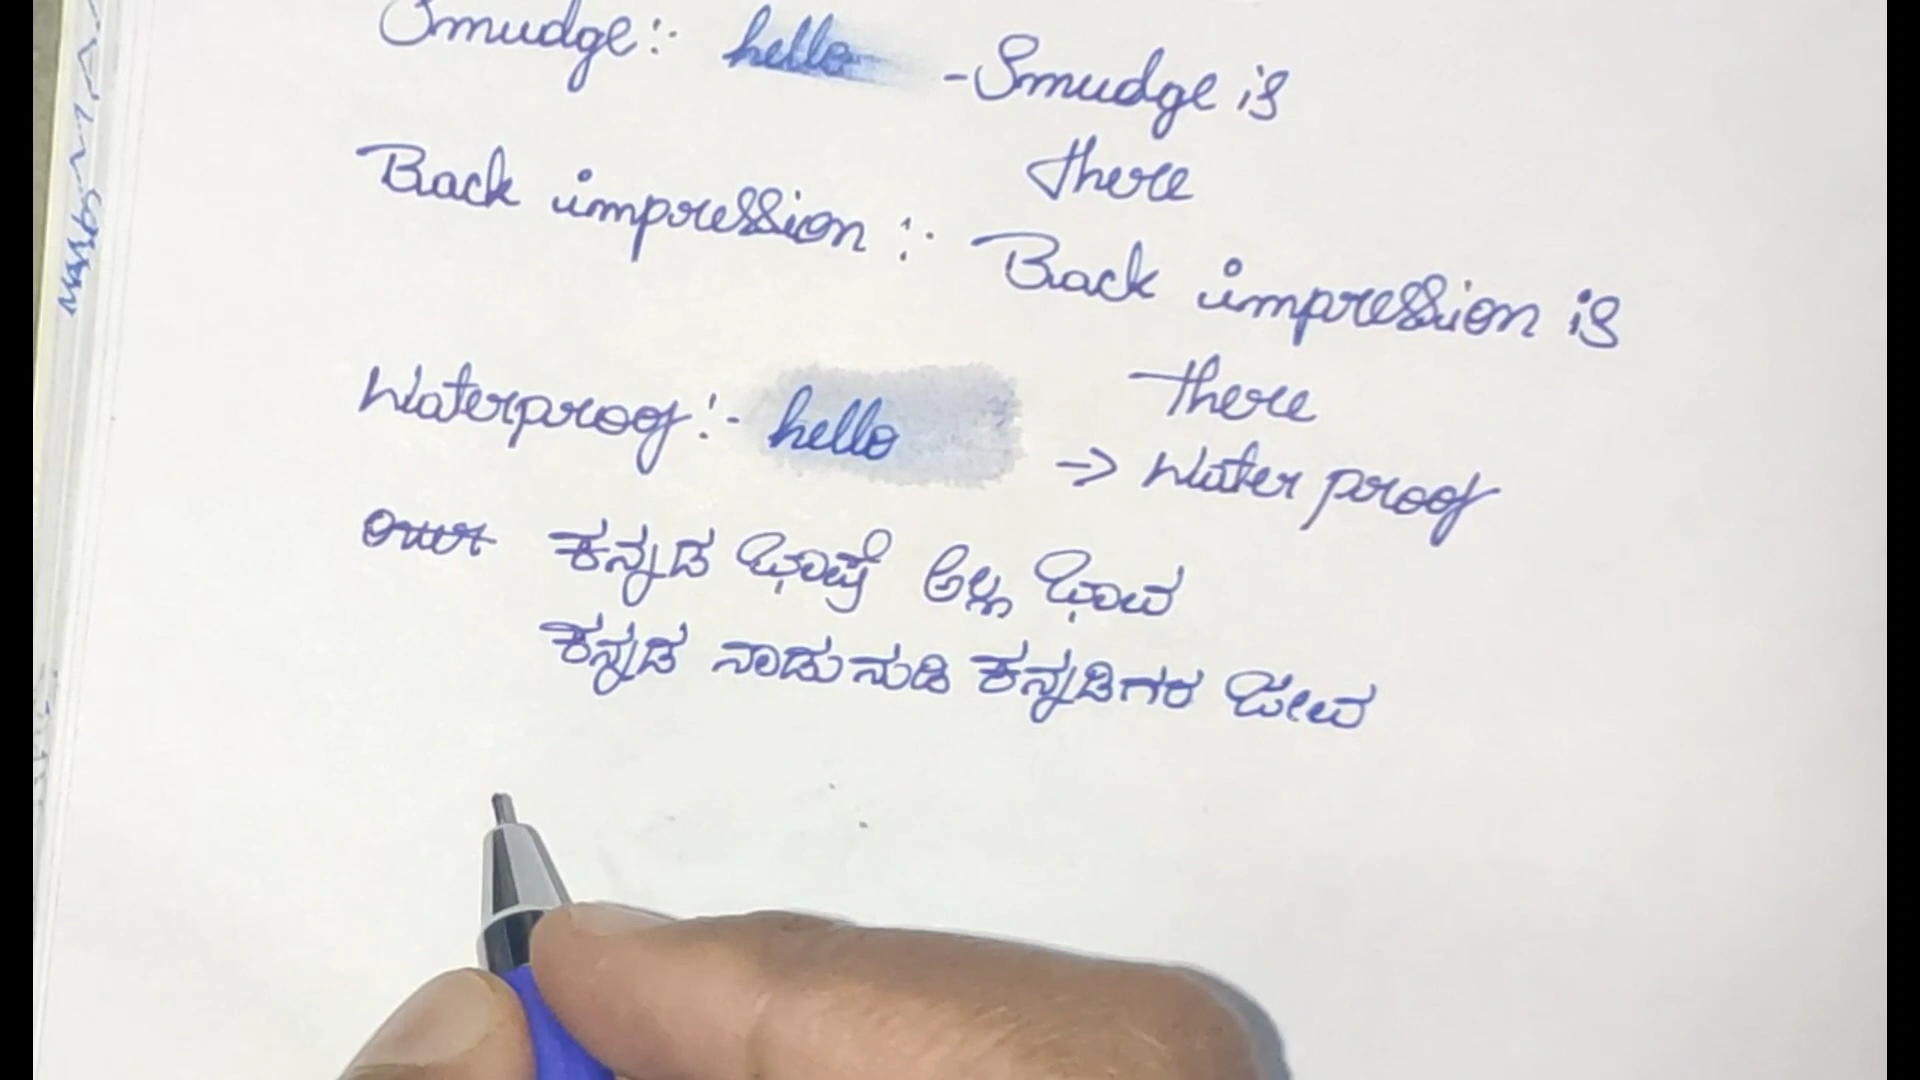 Smudge:- hello - Smudge is
there
Back impression :- Back impression is
there
Waterproof:- hello → Water proof
ಕನ್ನಡ ಭಾಷೆ ಅಲ್ಲ ಭಾವ
ಕನ್ನಡ ನಾಡು ನುಡಿ ಕನ್ನಡಿಗರ ಜೀವ